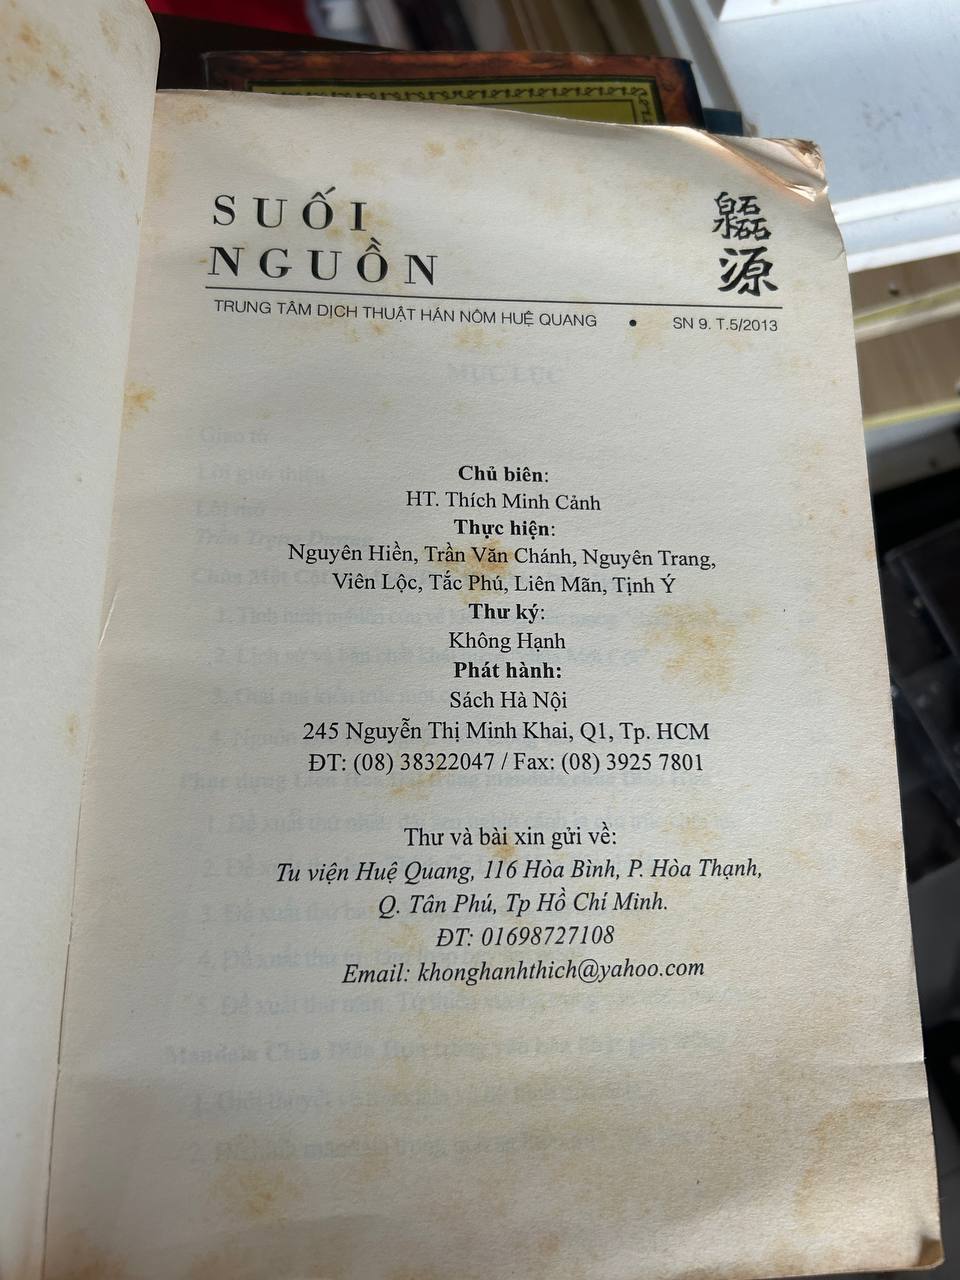 SUỐI
NGUỒN
源
TRUNG TÂM DỊCH THUẬT HÁN NÔM HUỆ QUANG • SN 9. T.5/2013
MỤC LỤC
Chủ biên:
HT. Thích Minh Cảnh
Thực hiện:
Nguyên Hiền, Trần Văn Chánh, Nguyên Trang,
Viên Lộc, Tắc Phú, Liên Mãn, Tịnh Ý
Thư ký:
Không Hạnh
Phát hành:
Sách Hà Nội
245 Nguyễn Thị Minh Khai, Q1, Tp. HCM
ĐT: (08) 38322047 / Fax: (08) 3925 7801
Thư và bài xin gửi về:
Tu viện Huệ Quang, 116 Hòa Bình, P. Hòa Thạnh,
Q. Tân Phú, Tp Hồ Chí Minh.
ĐT: 01698727108
Email: khonghanhthich@yahoo.com